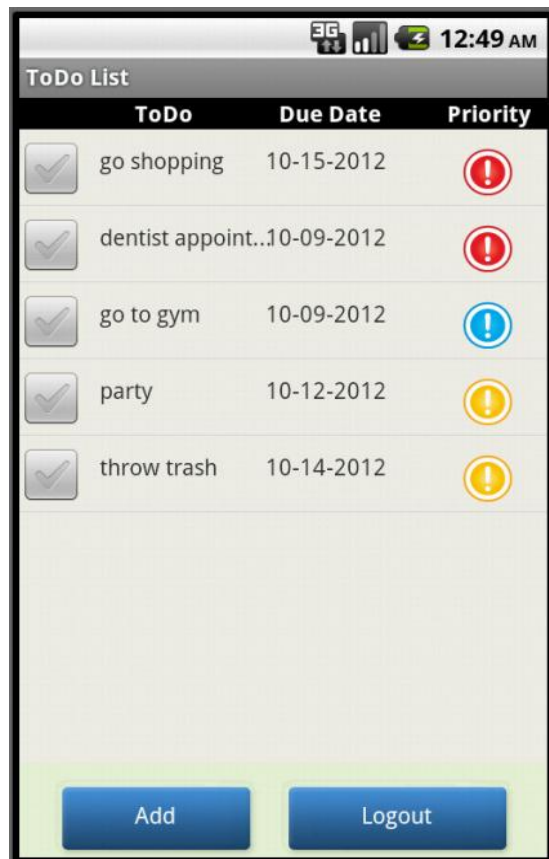 3G 12:49 AM
ToDo List
ToDo Due Date Priority
go shopping 10-15-2012
dentist appoint...10-09-2012
go to gym 10-09-2012
party 10-12-2012
throw trash 10-14-2012
Add Logout